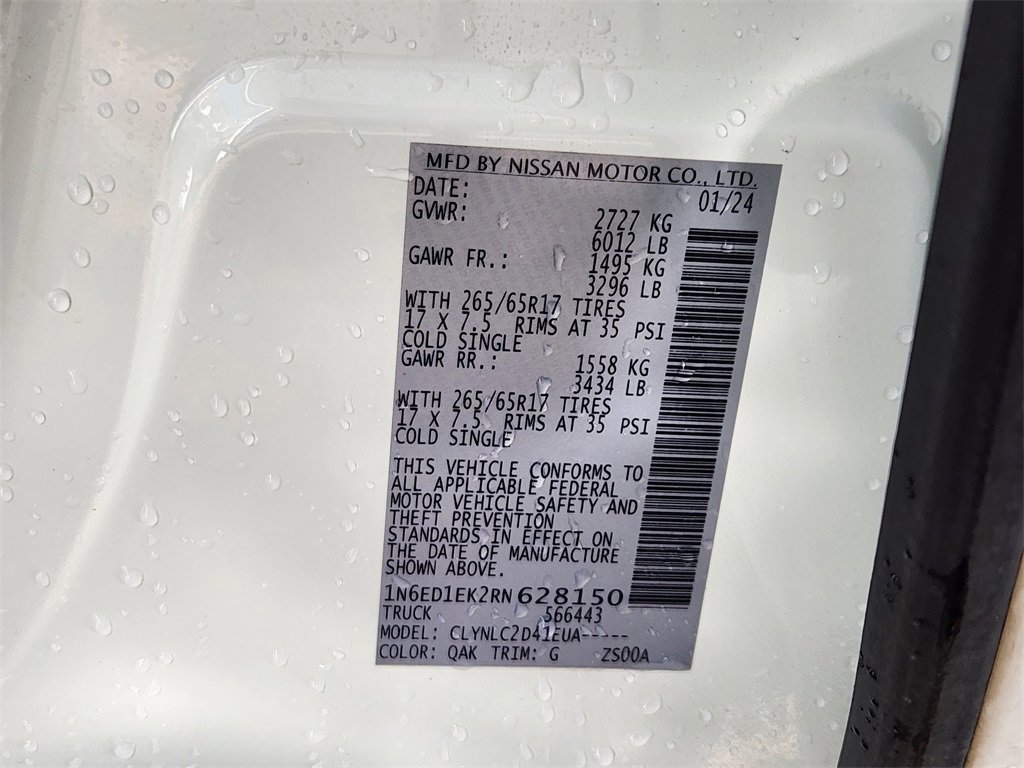 MFD BY NISSAN MOTOR CO., LTD.
DATE: 01/24
GVWR: 2727 KG
6012 LB
GAWR FR.: 1495 KG
3296 LB
WITH 265/65R17 TIRES
17 X 7.5 RIMS AT 35 PSI
COLD SINGLE
GAWR RR.: 1558 KG
3434 LB
WITH 265/65R17 TIRES
17 X 7.5 RIMS AT 35 PSI
COLD SINGLE
THIS VEHICLE CONFORMS TO
ALL APPLICABLE FEDERAL
MOTOR VEHICLE SAFETY AND
THEFT PREVENTION
STANDARDS IN EFFECT ON
THE DATE OF MANUFACTURE
SHOWN ABOVE.
1N6ED1EK2RN628150
TRUCK 566443
MODEL: CLYNLC2D41EUA-----
COLOR: QAK TRIM: G ZS00A